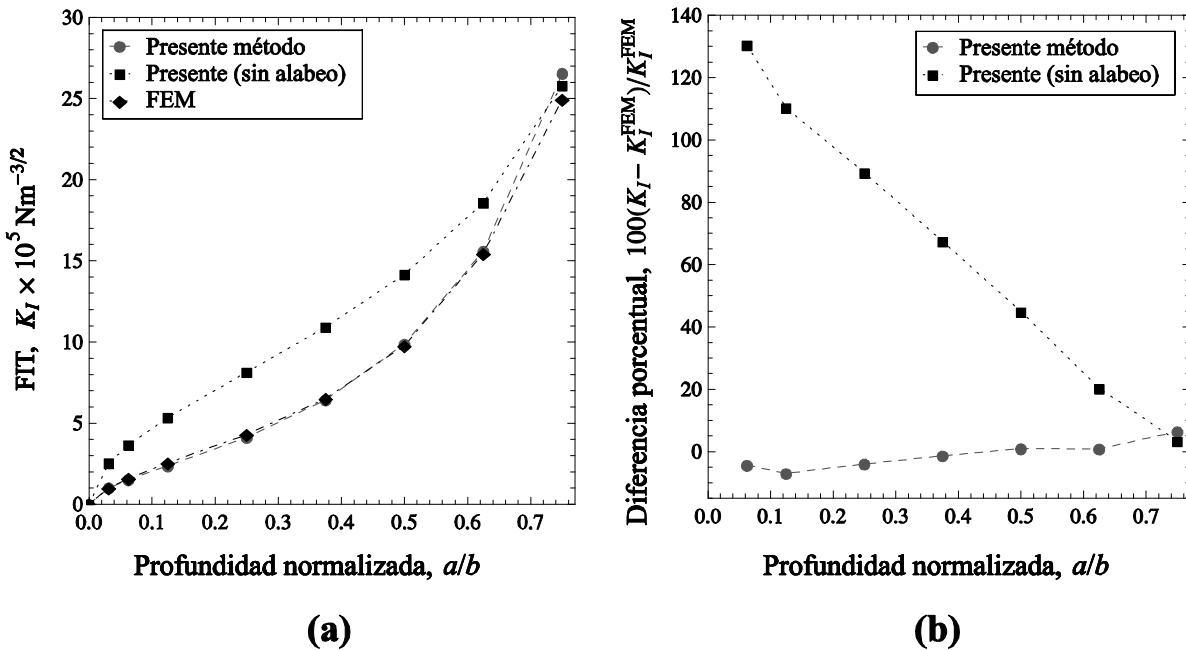 30
25
20
15
10
5
0
Presente método
Presente (sin alabeo)
FEM
FIT, K_I × 10^5 Nm^−3/2
0.0 0.1 0.2 0.3 0.4 0.5 0.6 0.7
Profundidad normalizada, a/b
(a)
140
120
100
80
60
40
20
0
Presente método
Presente (sin alabeo)
Diferencia porcentual, 100(K_I − K_I^FEM)/K_I^FEM
0.0 0.1 0.2 0.3 0.4 0.5 0.6 0.7
Profundidad normalizada, a/b
(b)